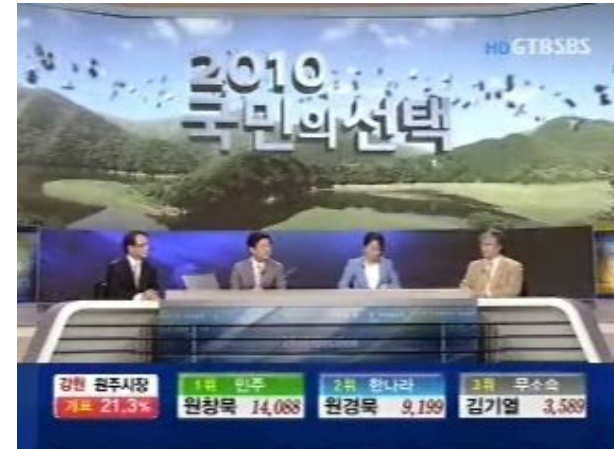 HD GTB SBS
2010
국민의 선택
강원 원주시장
개표 21.3%
1위 민주
원창묵 14,088
2위 한나라
원경묵 9,199
3위 무소속
김기열 3,589